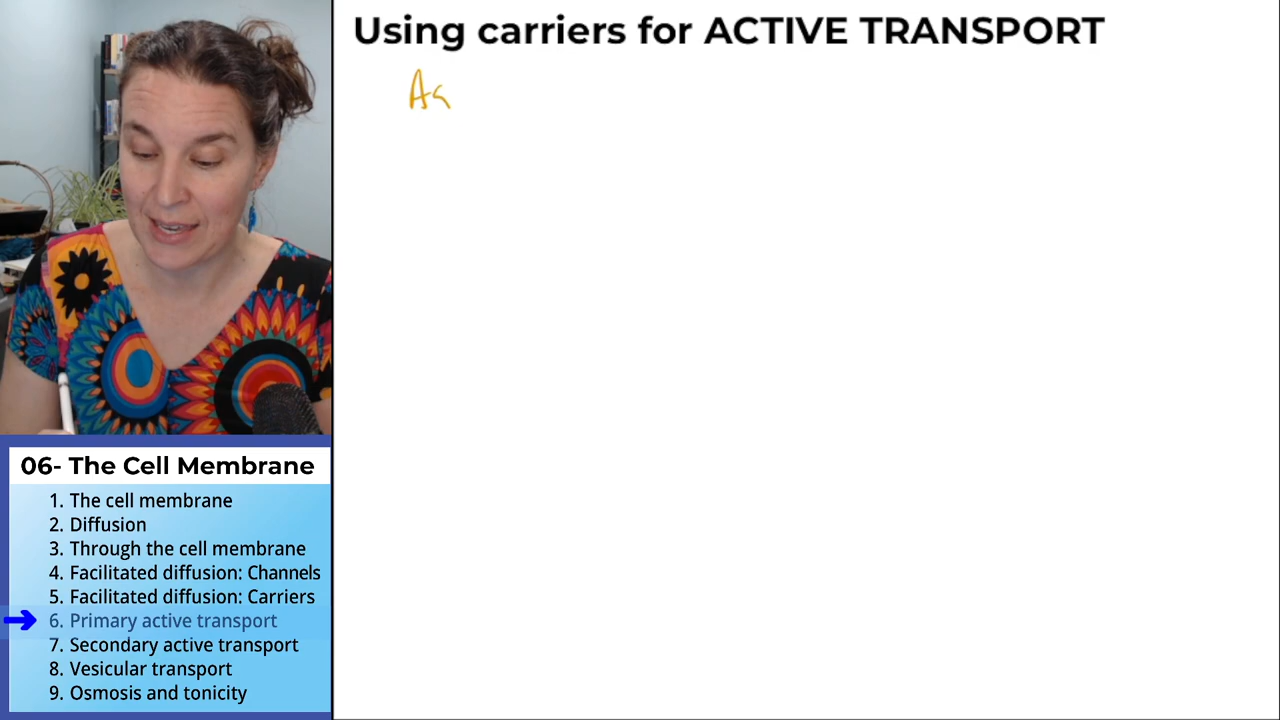 Using carriers for ACTIVE TRANSPORT
Ag
06- The Cell Membrane
1. The cell membrane
2. Diffusion
3. Through the cell membrane
4. Facilitated diffusion: Channels
5. Facilitated diffusion: Carriers
6. Primary active transport
7. Secondary active transport
8. Vesicular transport
9. Osmosis and tonicity